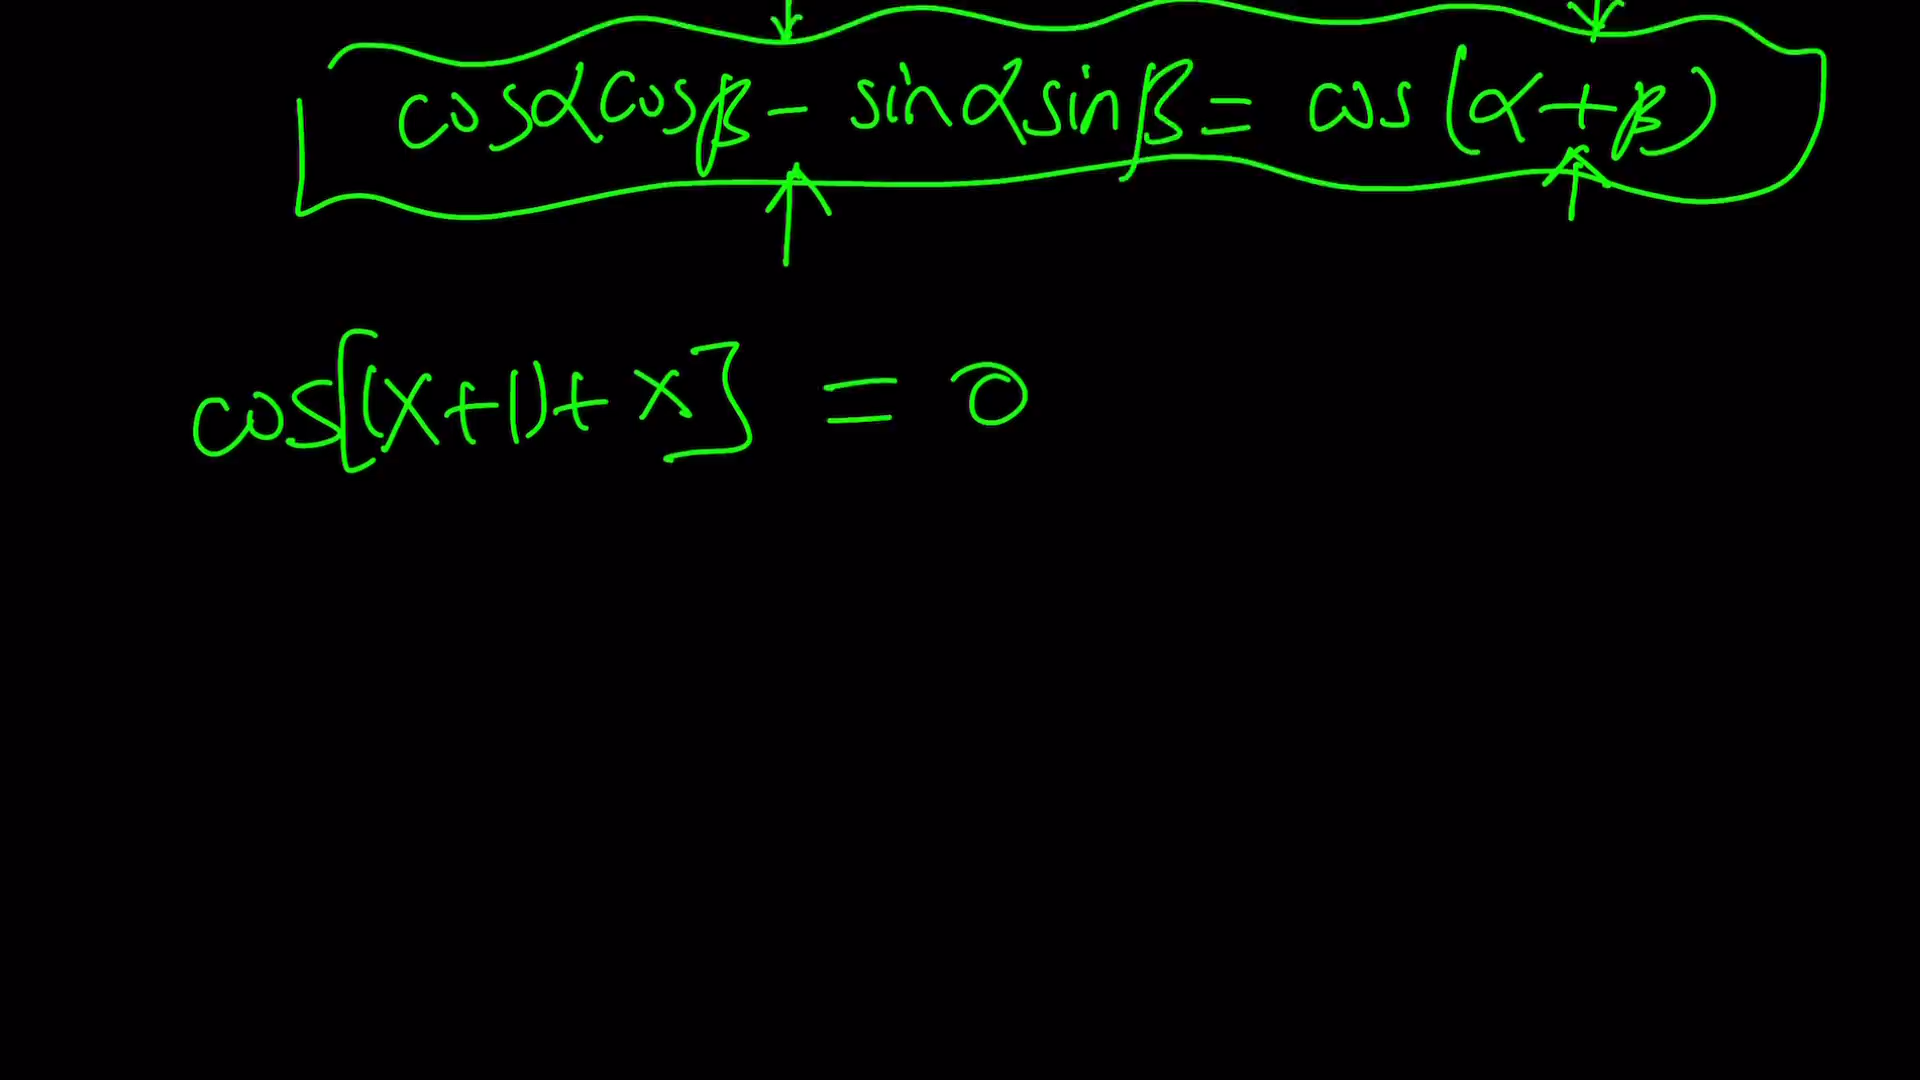 cosαcosβ - sinαsinβ = cos(α+β)
cos[(x+1)+x] = 0